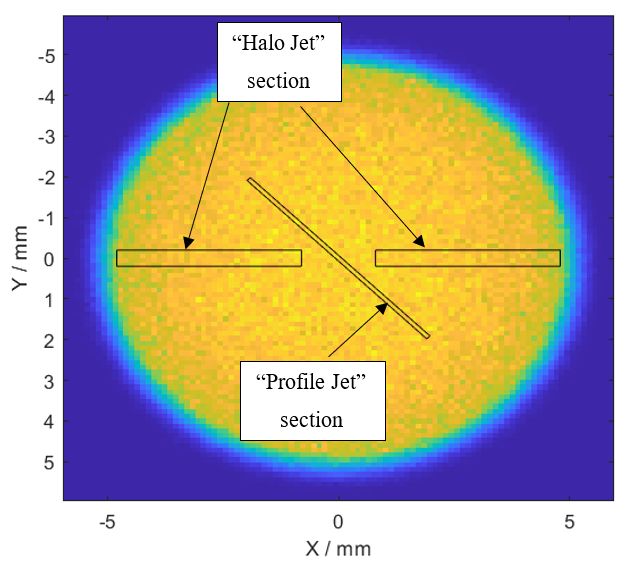 “Halo Jet”
section
-5
-4
-3
-2
-1
0
1
2
3
4
5
Y / mm
“Profile Jet”
section
-5
0
5
X / mm